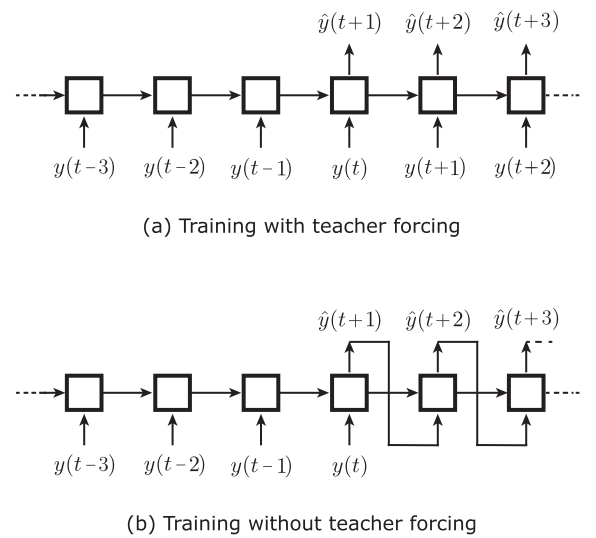 ŷ(t+1) ŷ(t+2) ŷ(t+3)
y(t−3) y(t−2) y(t−1) y(t) y(t+1) y(t+2)
(a) Training with teacher forcing
ŷ(t+1) ŷ(t+2) ŷ(t+3)
y(t−3) y(t−2) y(t−1) y(t)
(b) Training without teacher forcing